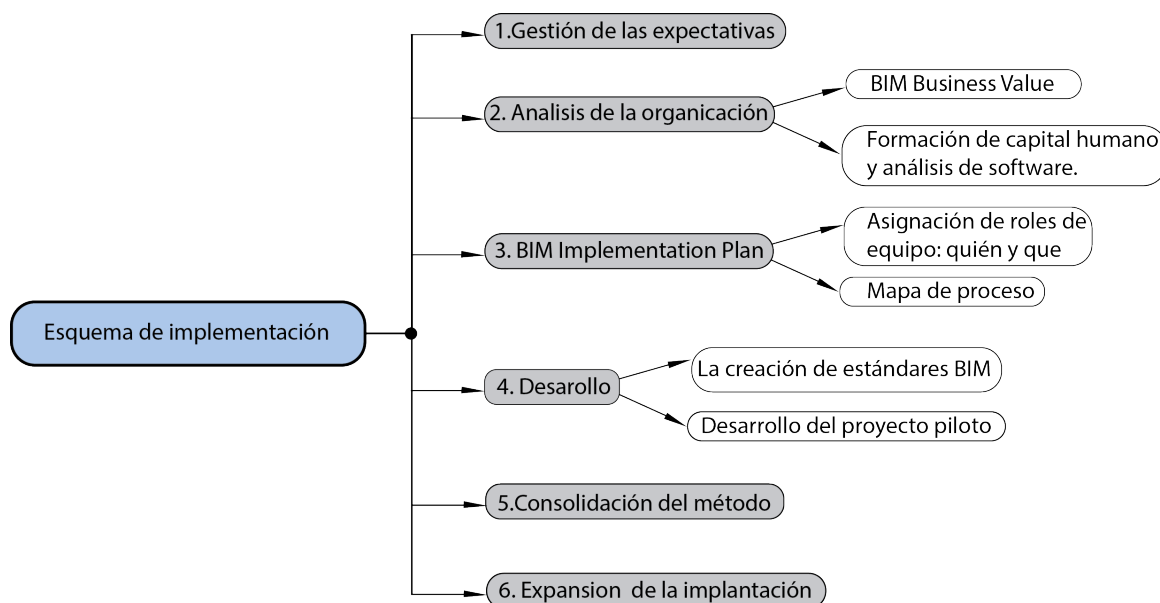 1.Gestión de las expectativas
2. Analisis de la organicación
BIM Business Value
Formación de capital humano
y análisis de software.
3. BIM Implementation Plan
Asignación de roles de
equipo: quién y que
Mapa de proceso
Esquema de implementación
4. Desarollo
La creación de estándares BIM
Desarrollo del proyecto piloto
5.Consolidación del método
6. Expansion de la implantación